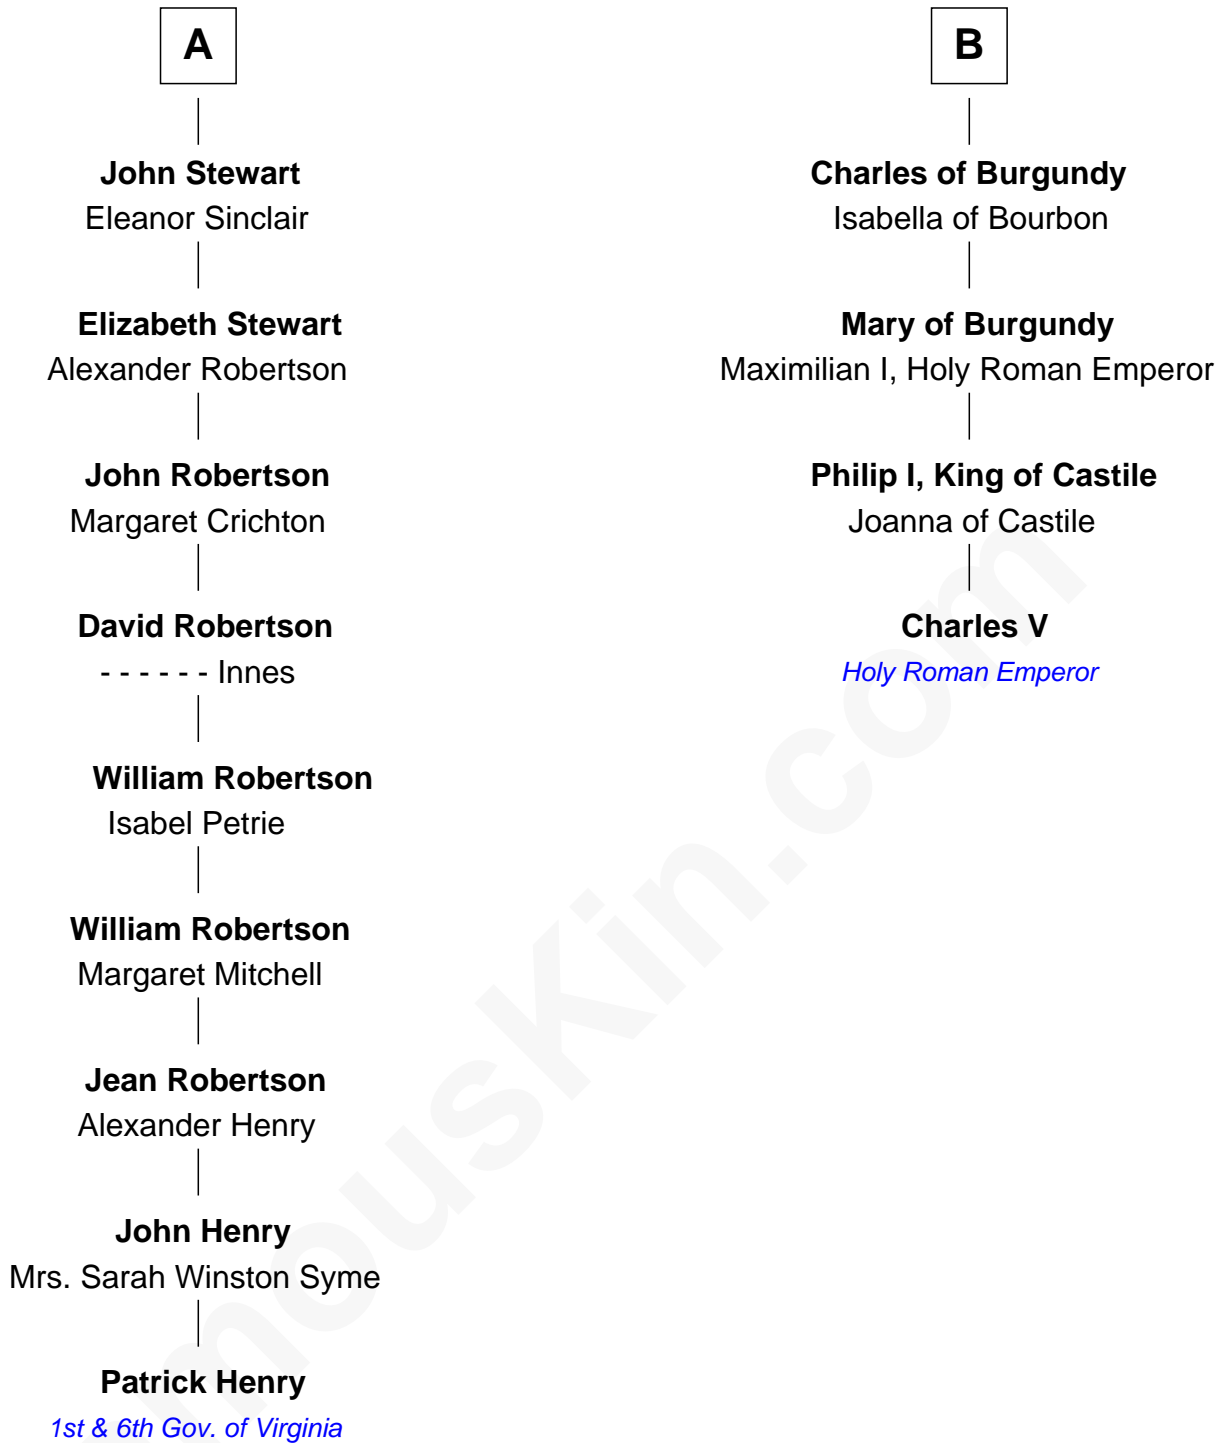 A
John Stewart
Eleanor Sinclair
Elizabeth Stewart
Alexander Robertson
John Robertson
Margaret Crichton
David Robertson
- - - - - - Innes
William Robertson
Isabel Petrie
William Robertson
Margaret Mitchell
Jean Robertson
Alexander Henry
John Henry
Mrs. Sarah Winston Syme
Patrick Henry
1st & 6th Gov. of Virginia
B
Charles of Burgundy
Isabella of Bourbon
Mary of Burgundy
Maximilian I, Holy Roman Emperor
Philip I, King of Castile
Joanna of Castile
Charles V
Holy Roman Emperor
mouskin.com